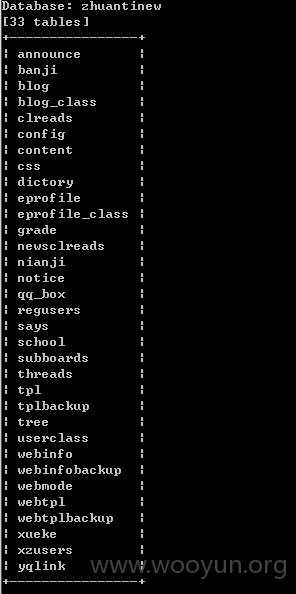 Database: zhuantinew
[33 tables]
+----------------+
| announce |
| banji |
| blog |
| blog_class |
| clreads |
| config |
| content |
| css |
| dictory |
| eprofile |
| eprofile_class |
| grade |
| newsclreads |
| nianji |
| notice |
| qq_box |
| regusers |
| says |
| school |
| subboards |
| threads |
| tpl |
| tplbackup |
| tree |
| userclass |
| webinfo |
| webinfobackup |
| webmode |
| webtpl |
| webtplbackup |
| xueke |
| xzusers |
| yqlink |
+----------------+
www.wooyun.org